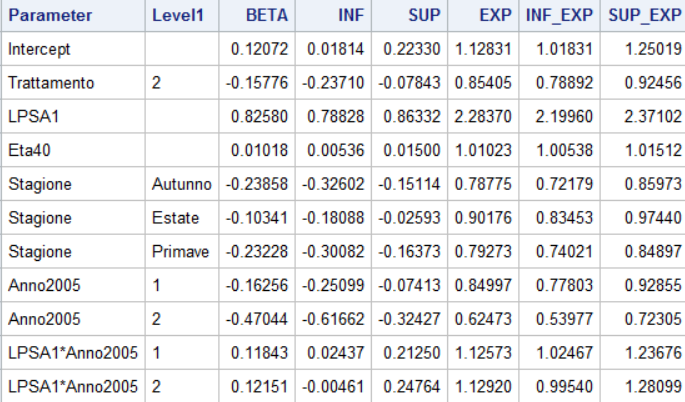 Parameter Level1 BETA INF SUP EXP INF_EXP SUP_EXP
Intercept 0.12072 0.01814 0.22330 1.12831 1.01831 1.25019
Trattamento 2 -0.15776 -0.23710 -0.07843 0.85405 0.78892 0.92456
LPSA1 0.82580 0.78828 0.86332 2.28370 2.19960 2.37102
Eta40 0.01018 0.00536 0.01500 1.01023 1.00538 1.01512
Stagione Autunno -0.23858 -0.32602 -0.15114 0.78775 0.72179 0.85973
Stagione Estate -0.10341 -0.18088 -0.02593 0.90176 0.83453 0.97440
Stagione Primave -0.23228 -0.30082 -0.16373 0.79273 0.74021 0.84897
Anno2005 1 -0.16256 -0.25099 -0.07413 0.84997 0.77803 0.92855
Anno2005 2 -0.47044 -0.61662 -0.32427 0.62473 0.53977 0.72305
LPSA1*Anno2005 1 0.11843 0.02437 0.21250 1.12573 1.02467 1.23676
LPSA1*Anno2005 2 0.12151 -0.00461 0.24764 1.12920 0.99540 1.28099